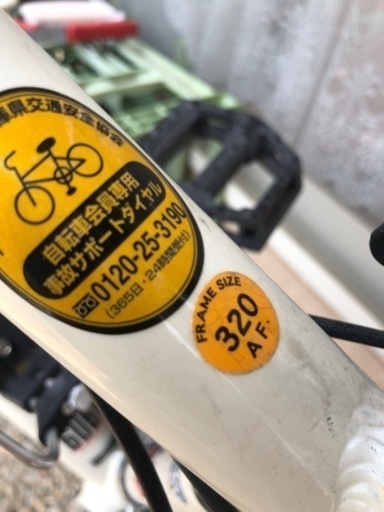 県交通安全協会
自転車会員専用
事故サポートダイヤル
0120-25-3190
(365日・24時間受付)
FRAME SIZE
320
A F